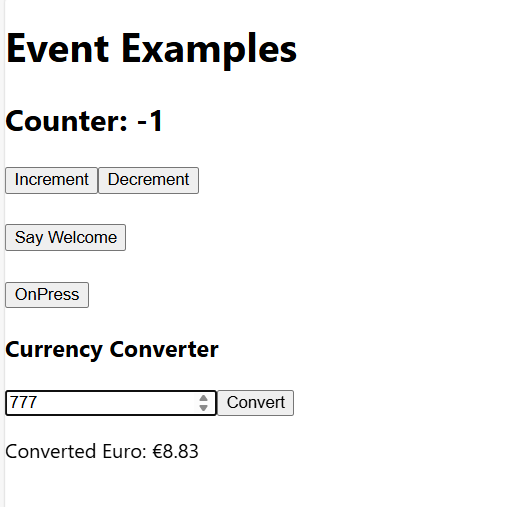 Event Examples
Counter: -1
Increment Decrement
Say Welcome
OnPress
Currency Converter
777 Convert
Converted Euro: €8.83